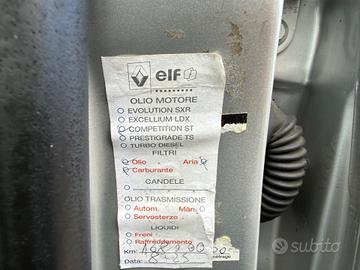 elf
OLIO MOTORE
EVOLUTION SXR
EXCELLIUM LDX
COMPETITION ST
PRESTIGRADE TS
TURBO DIESEL
FILTRI
Olio Aria
Carburante
CANDELE
OLIO TRASMISSIONE
Autom. Man.
Servosterzo
LIQUIDI
Freni
Raffreddamento
Km:
Data:
subito